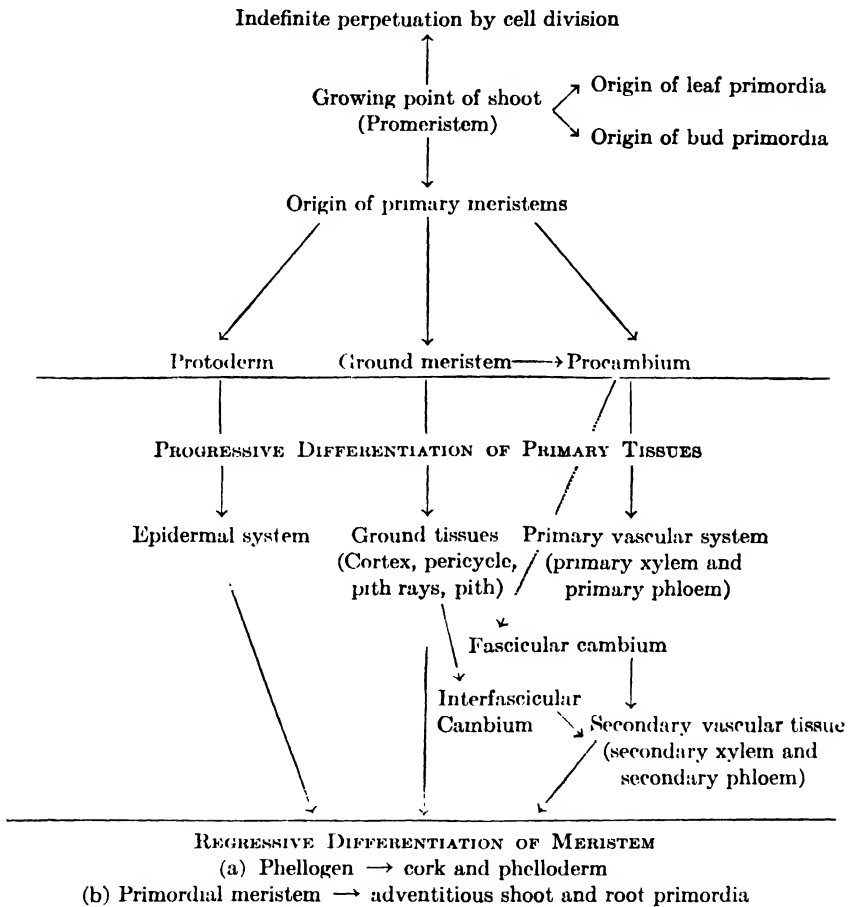 Indefinite perpetuation by cell division
Growing point of shoot
(Promeristem)
Origin of leaf primordia
Origin of bud primordia
Origin of primary meristems
Protoderm
Ground meristem → Procambium
PROGRESSIVE DIFFERENTIATION OF PRIMARY TISSUES
Epidermal system
Ground tissues
(Cortex, pericycle,
pith rays, pith)
Primary vascular system
(primary xylem and
primary phloem)
Fascicular cambium
Interfascicular
Cambium
Secondary vascular tissue
(secondary xylem and
secondary phloem)
REGRESSIVE DIFFERENTIATION OF MERISTEM
(a) Phellogen → cork and phelloderm
(b) Primordial meristem → adventitious shoot and root primordia